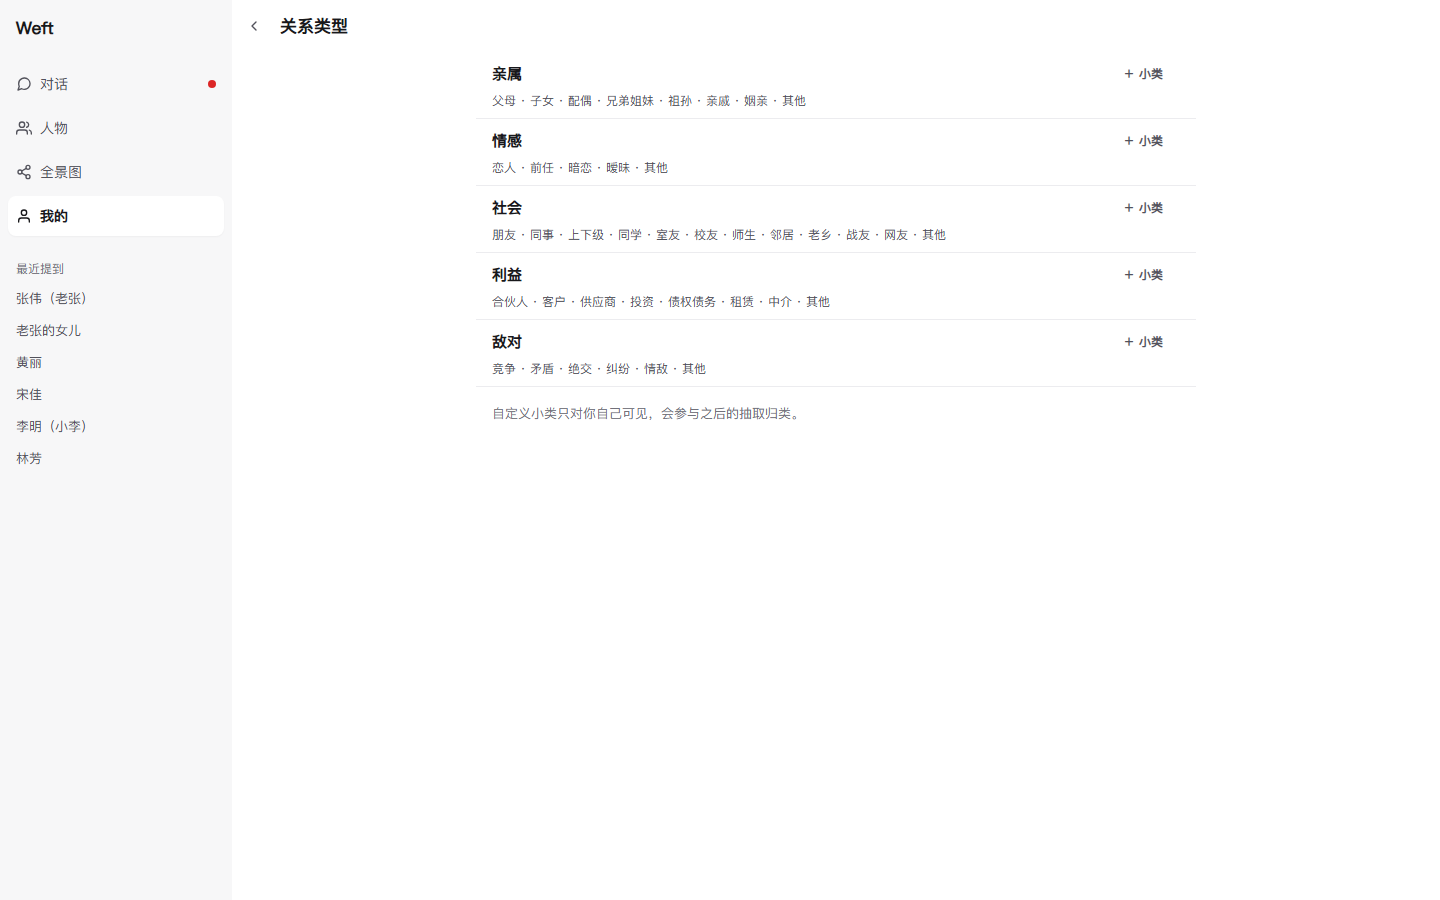 Weft
对话
人物
全景图
我的
最近提到
张伟（老张）
老张的女儿
黄丽
宋佳
李明（小李）
林芳
关系类型
亲属
+ 小类
父母 · 子女 · 配偶 · 兄弟姐妹 · 祖孙 · 亲戚 · 姻亲 · 其他
情感
+ 小类
恋人 · 前任 · 暗恋 · 暧昧 · 其他
社会
+ 小类
朋友 · 同事 · 上下级 · 同学 · 室友 · 校友 · 师生 · 邻居 · 老乡 · 战友 · 网友 · 其他
利益
+ 小类
合伙人 · 客户 · 供应商 · 投资 · 债权债务 · 租赁 · 中介 · 其他
敌对
+ 小类
竞争 · 矛盾 · 绝交 · 纠纷 · 情敌 · 其他
自定义小类只对你自己可见，会参与之后的抽取归类。